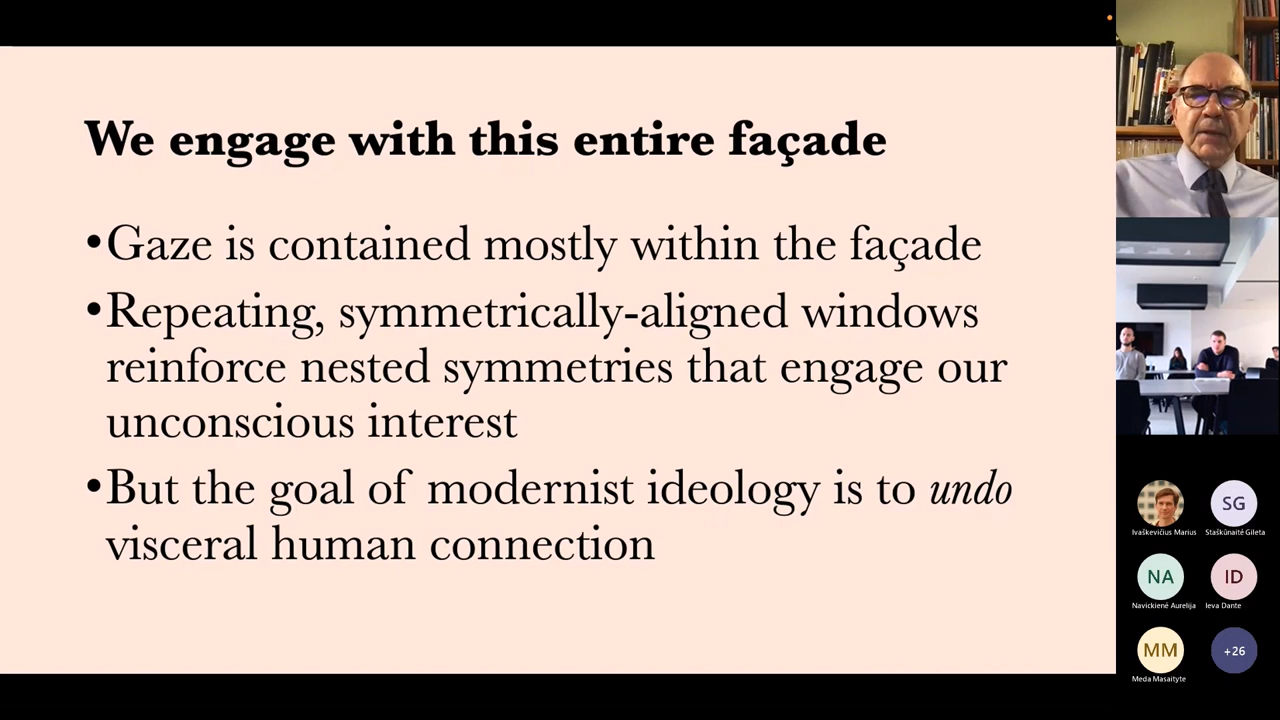 We engage with this entire façade
•Gaze is contained mostly within the façade
•Repeating, symmetrically-aligned windows
reinforce nested symmetries that engage our
unconscious interest
•But the goal of modernist ideology is to undo
visceral human connection
SG
Ivaškevičius Marius
Staškūnaitė Gileta
NA
ID
Navickienė Aurelija
Ieva Dante
MM
+26
Meda Masaityte